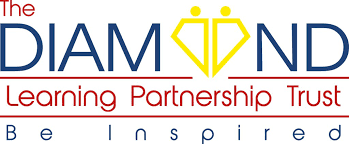 The
DIAMOND
Learning Partnership Trust
Be Inspired